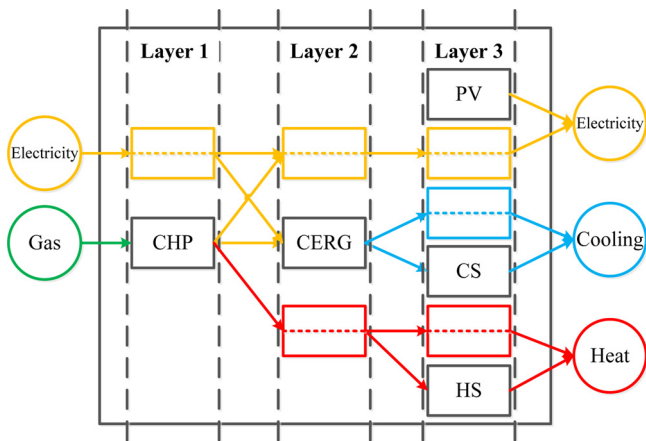 Layer 1
Layer 2
Layer 3
PV
Electricity
Electricity
Gas
CHP
CERG
CS
Cooling
HS
Heat